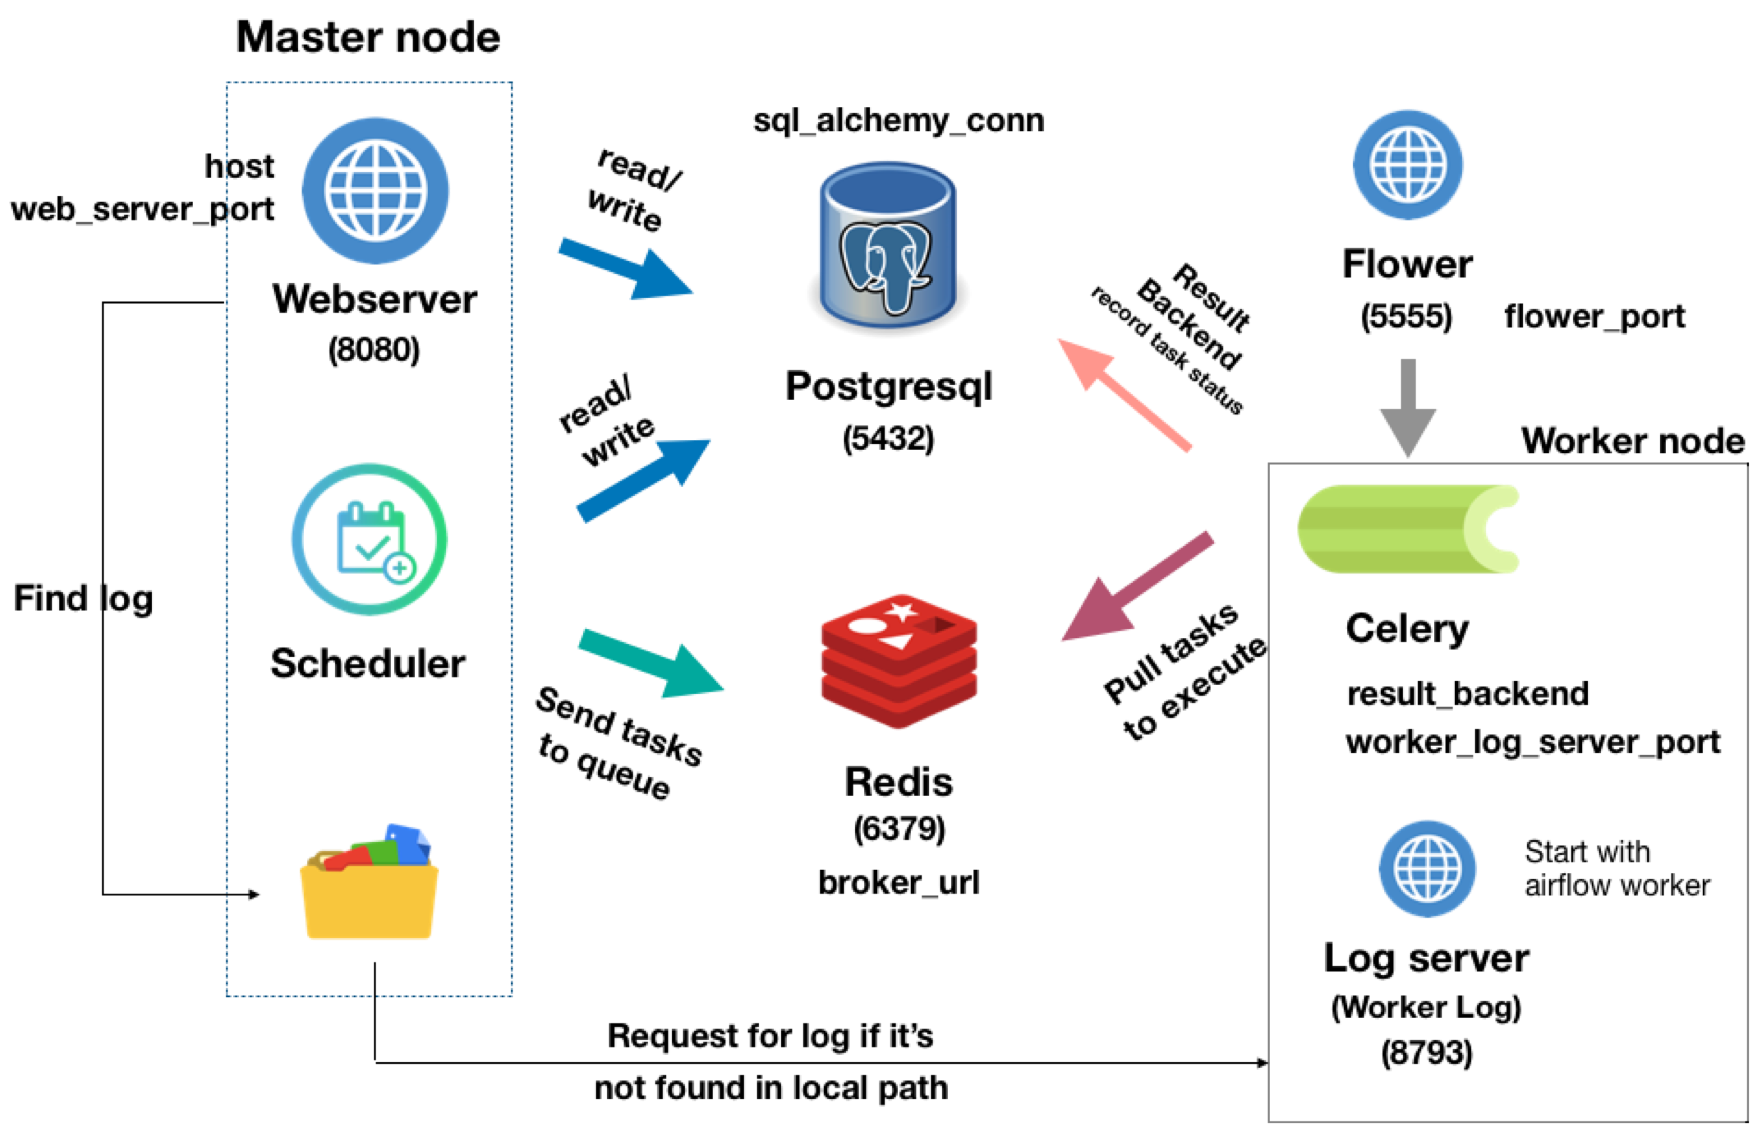 Master node
host
web_server_port
Webserver
(8080)
Find log
Scheduler
read/
write
read/
write
Send tasks
to queue
sql_alchemy_conn
Postgresql
(5432)
Redis
(6379)
broker_url
Result
Backend
record task status
Pull tasks
to execute
Flower
(5555)
flower_port
Worker node
Celery
result_backend
worker_log_server_port
Start with
airflow worker
Log server
(Worker Log)
(8793)
Request for log if it’s
not found in local path